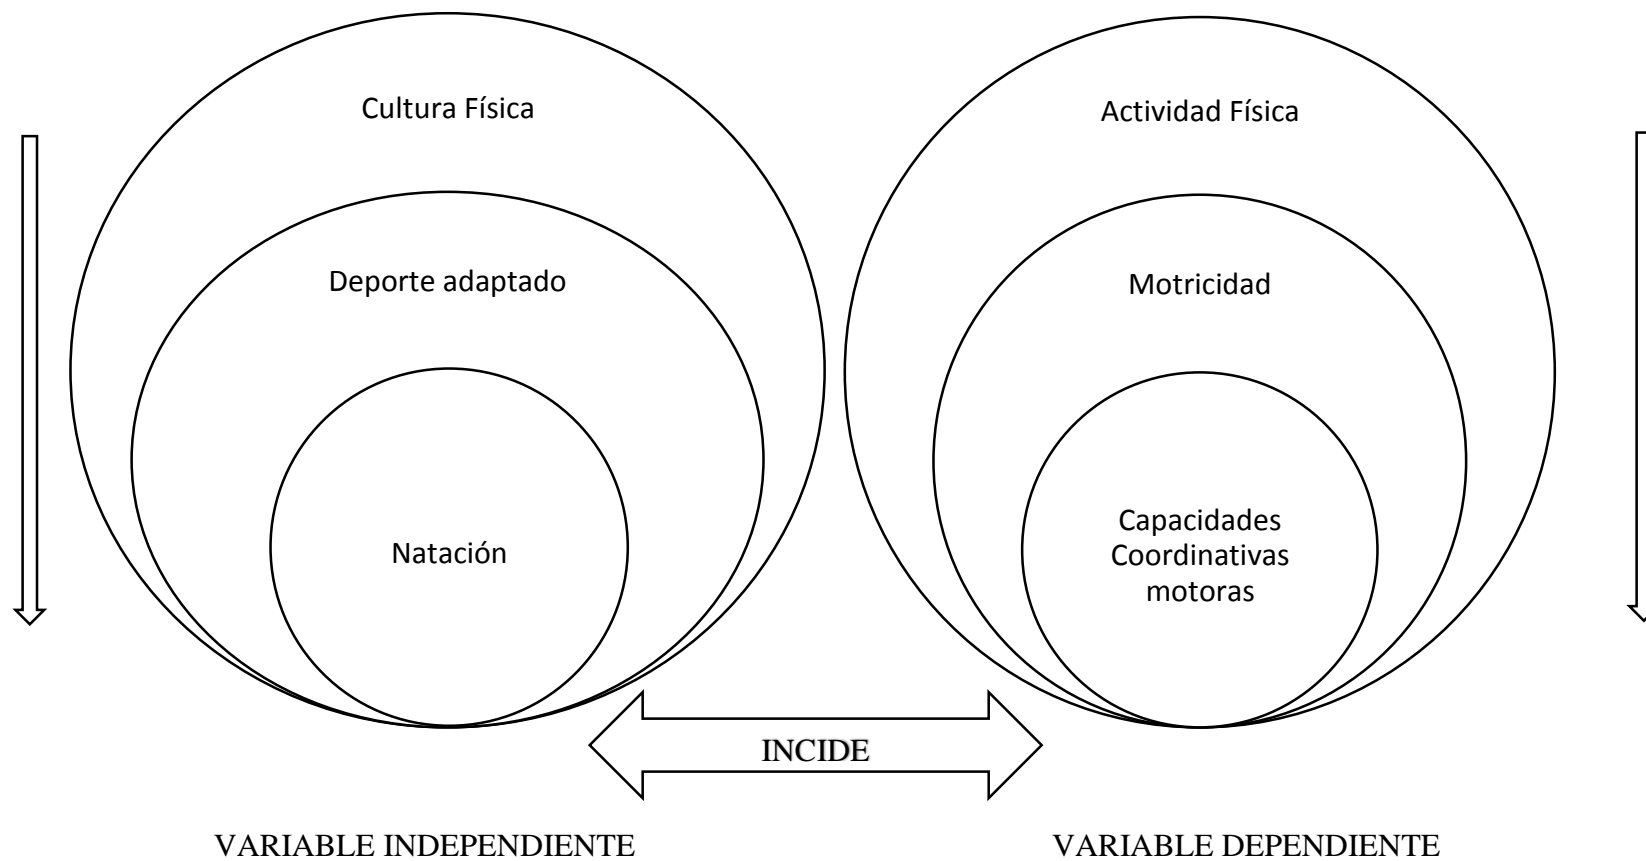 Cultura Física
Deporte adaptado
Natación
Actividad Física
Motricidad
Capacidades
Coordinativas
motoras
INCIDE
VARIABLE INDEPENDIENTE
VARIABLE DEPENDIENTE